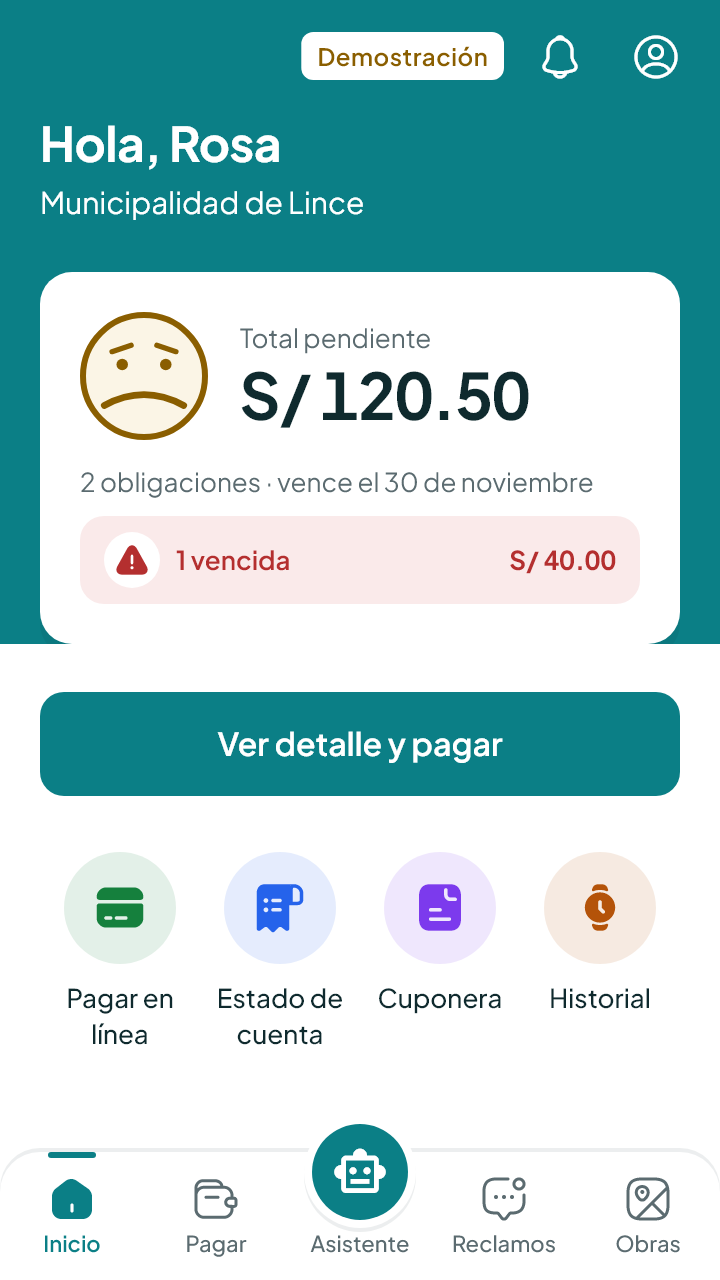 Demostración
Hola, Rosa
Municipalidad de Lince
Total pendiente
S/ 120.50
2 obligaciones · vence el 30 de noviembre
1 vencida
S/ 40.00
Ver detalle y pagar
Pagar en
línea
Estado de
cuenta
Cuponera
Historial
Inicio
Pagar
Asistente
Reclamos
Obras